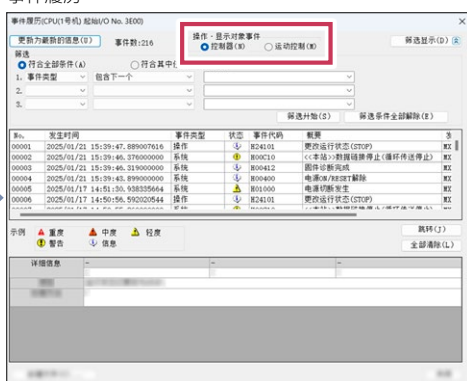 事件履历(CPU(1号机) 起始I/O No. 3E00)
更新为最新的信息(U) 事件数:216
操作 - 显示对象事件
控制器(N) 运动控制(M)
筛选显示(D)
筛选
符合全部条件(A) 符合其中
1. 事件类型 包含下一个
2.
3.
筛选开始(S) 筛选条件全部解除(E)
No. 发生时间 事件类型 状态 事件代码 概要
00001 2025/01/21 15:39:47.889007616 操作 H24101 更改运行状态(STOP) MX
00002 2025/01/21 15:39:46.376000000 系统 H00C10 <<本站>>数据链接停止(循环传送停止) MX
00003 2025/01/21 15:39:46.319000000 系统 H00412 固件诊断完成 MX
00004 2025/01/21 15:39:43.899000000 系统 H00400 电源ON/RESET解除 MX
00005 2025/01/17 14:51:30.938335664 系统 H01000 电源切断发生 MX
00006 2025/01/17 14:50:56.592020544 操作 H24101 更改运行状态(STOP) MX
示例 重度 中度 轻度
警告 信息
跳转(J)
全部清除(L)
详细信息 - - -